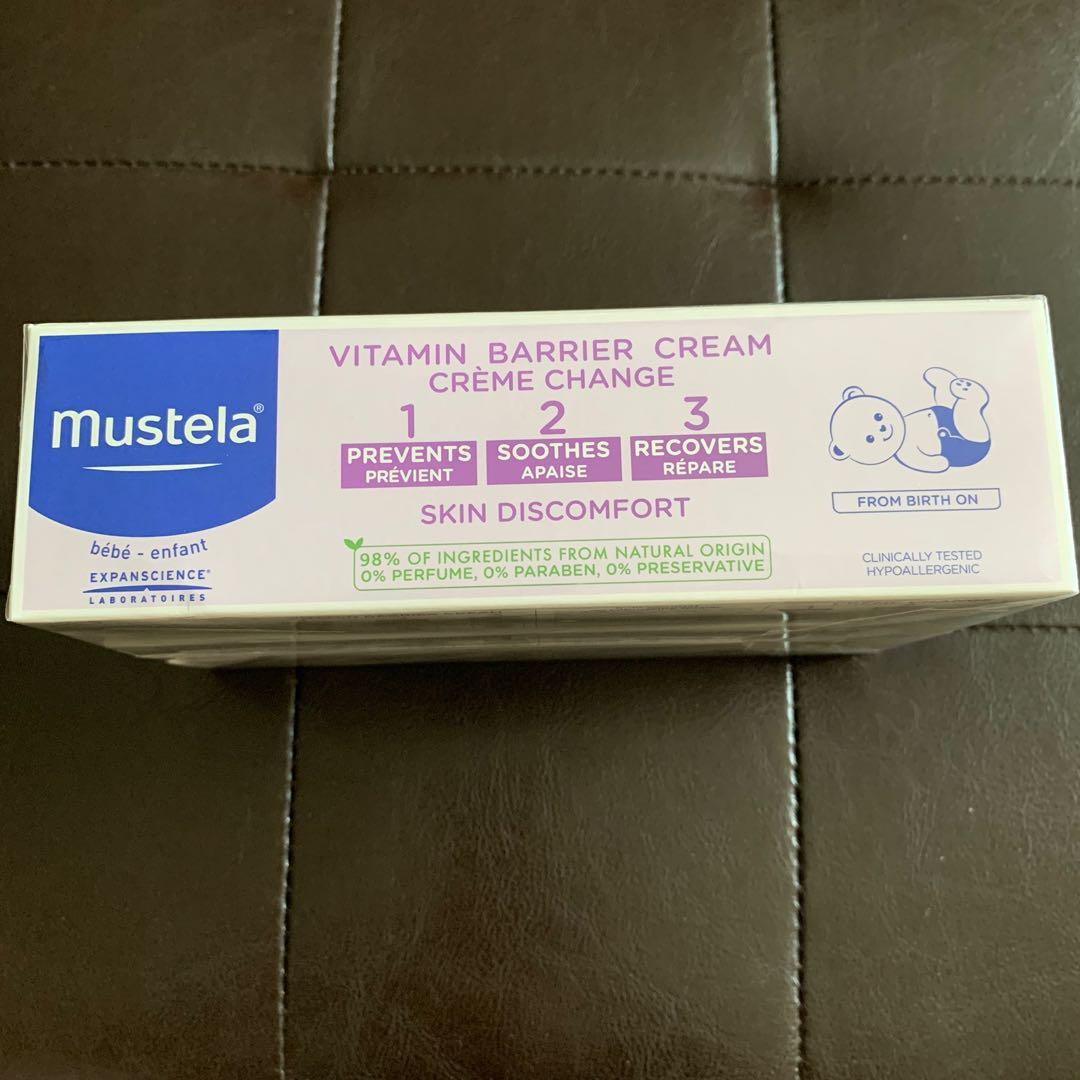 mustela®
bébé - enfant
EXPANSCIENCE®
LABORATOIRES
VITAMIN BARRIER CREAM
CRÈME CHANGE
1 2 3
PREVENTS SOOTHES RECOVERS
PRÉVIENT APAISE RÉPARE
SKIN DISCOMFORT
98% OF INGREDIENTS FROM NATURAL ORIGIN
0% PERFUME, 0% PARABEN, 0% PRESERVATIVE
FROM BIRTH ON
CLINICALLY TESTED
HYPOALLERGENIC